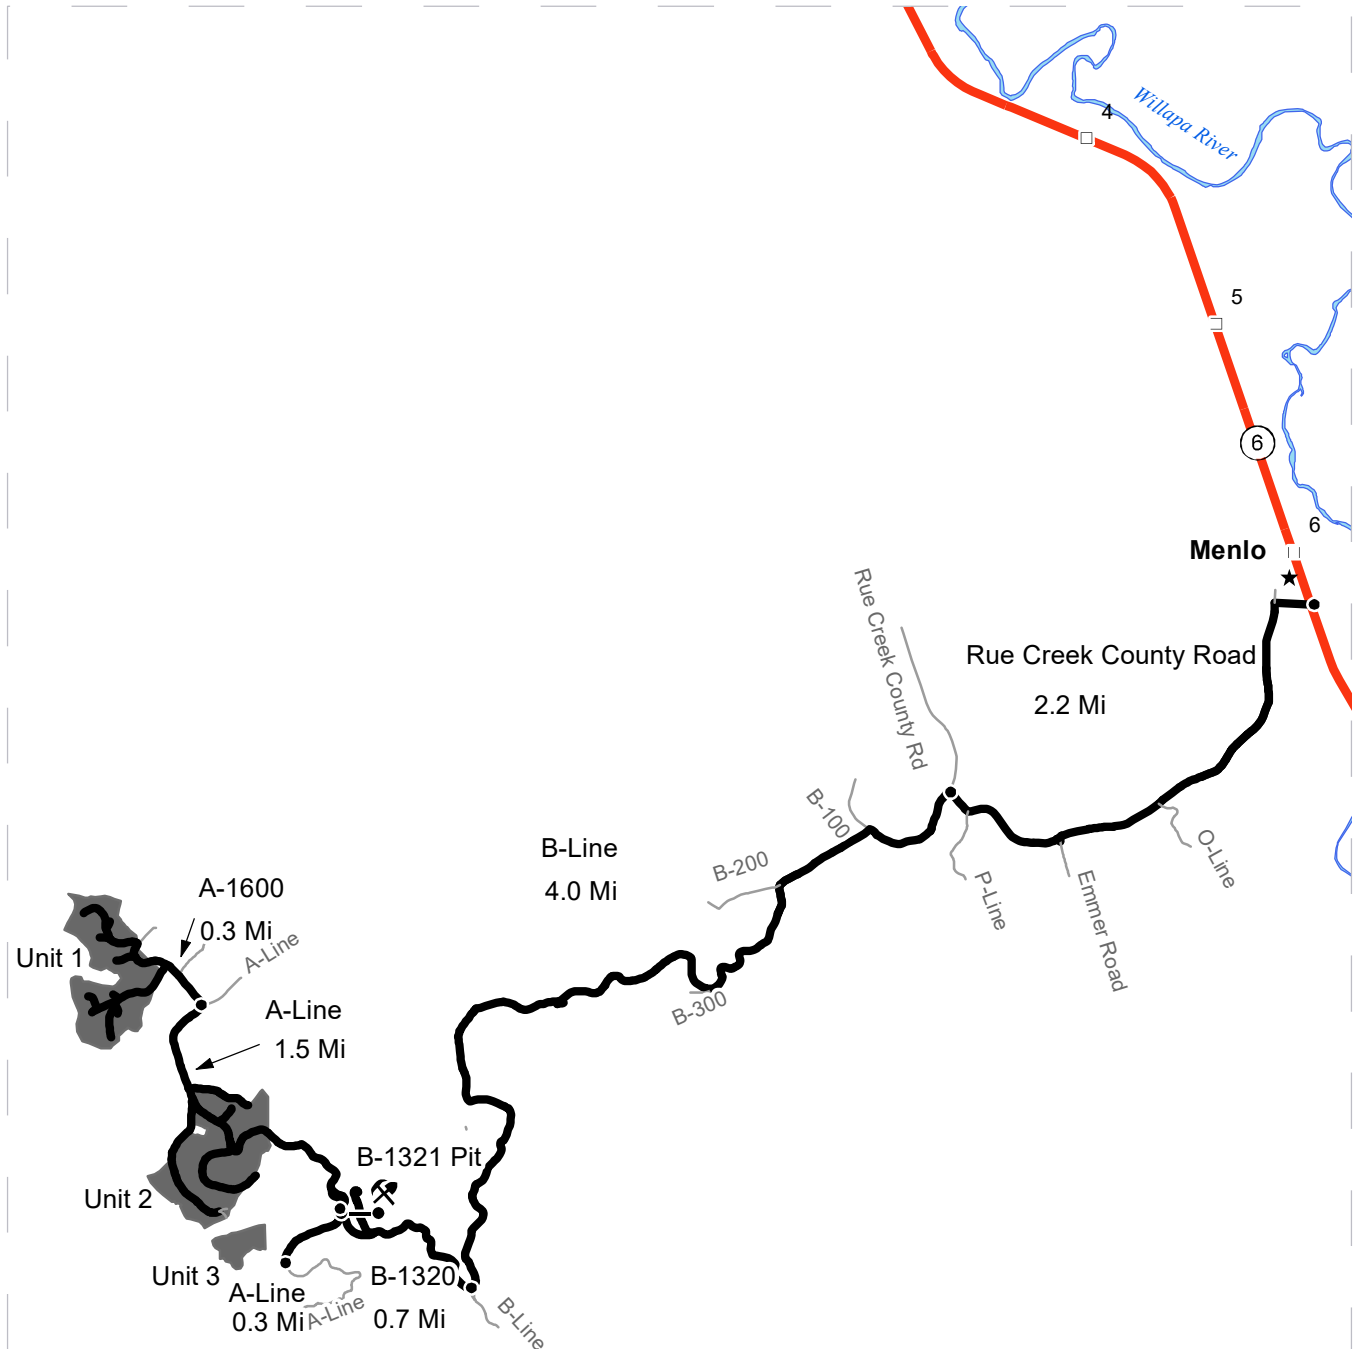 4
Willapa River
5
6
6
Menlo
Rue Creek County Rd
Rue Creek County Road
2.2 Mi
B-100
B-Line
4.0 Mi
B-200
O-Line
P-Line
Emmer Road
A-1600
0.3 Mi
A-Line
Unit 1
B-300
A-Line
1.5 Mi
B-1321 Pit
Unit 2
Unit 3
B-1320
0.7 Mi
A-Line
0.3 Mi
A-Line
B-Line